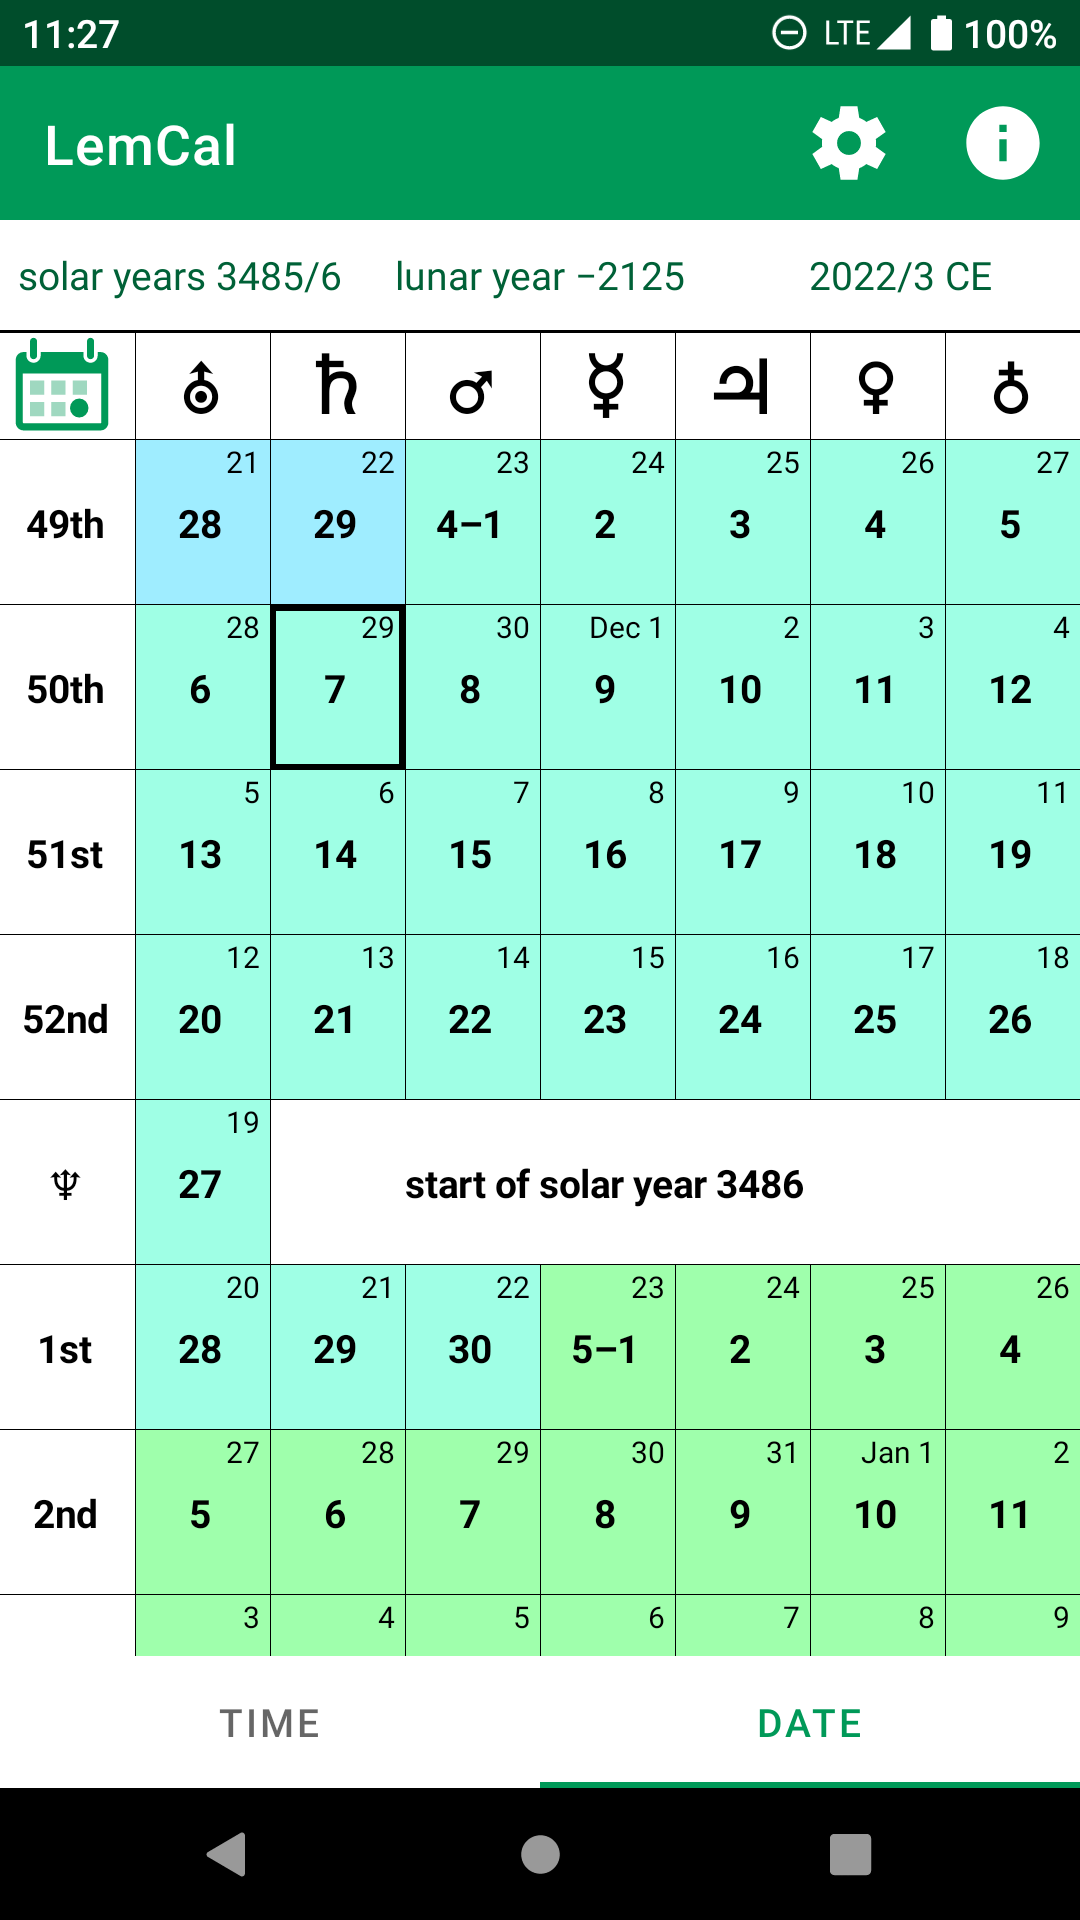 11:27 LTE 100%
LemCal
solar years 3485/6 lunar year −2125 2022/3 CE
⛢ ♄ ♂ ☿ ♃ ♀ ♁
21 22 23 24 25 26 27
49th 28 29 4–1 2 3 4 5
28 29 30 Dec 1 2 3 4
50th 6 7 8 9 10 11 12
5 6 7 8 9 10 11
51st 13 14 15 16 17 18 19
12 13 14 15 16 17 18
52nd 20 21 22 23 24 25 26
19
♆ 27 start of solar year 3486
20 21 22 23 24 25 26
1st 28 29 30 5–1 2 3 4
27 28 29 30 31 Jan 1 2
2nd 5 6 7 8 9 10 11
3 4 5 6 7 8 9
TIME DATE